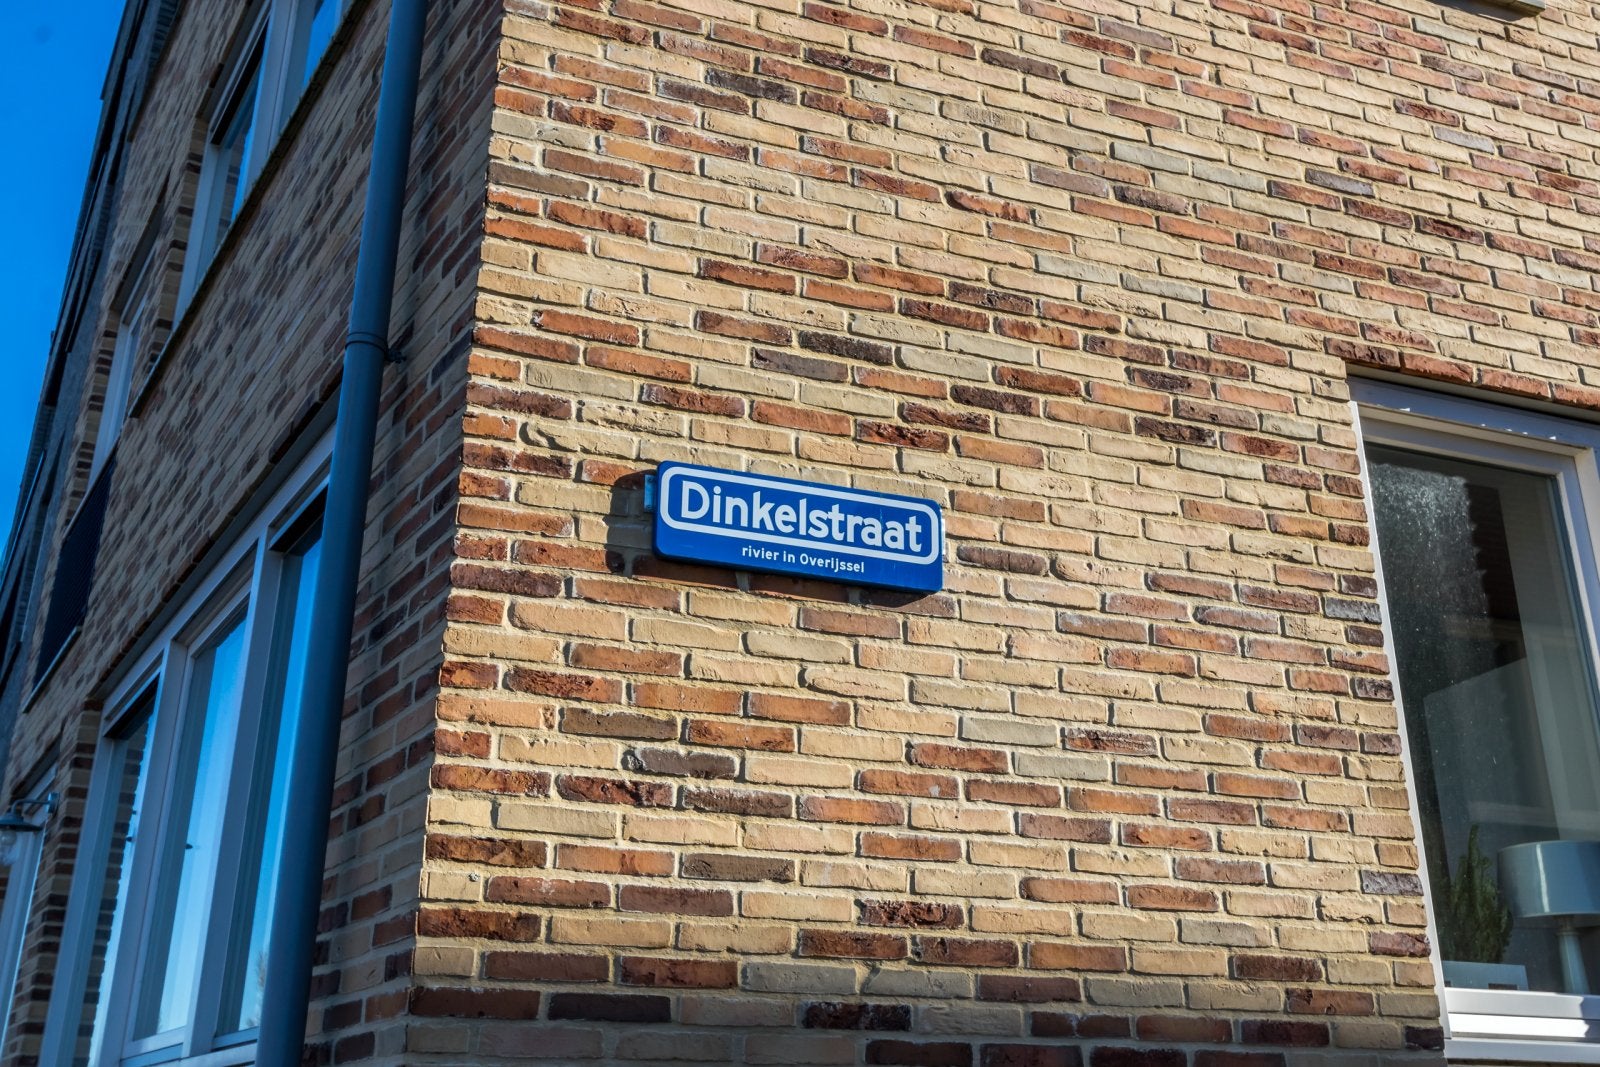 Dinkelstraat
rivier in Overijssel